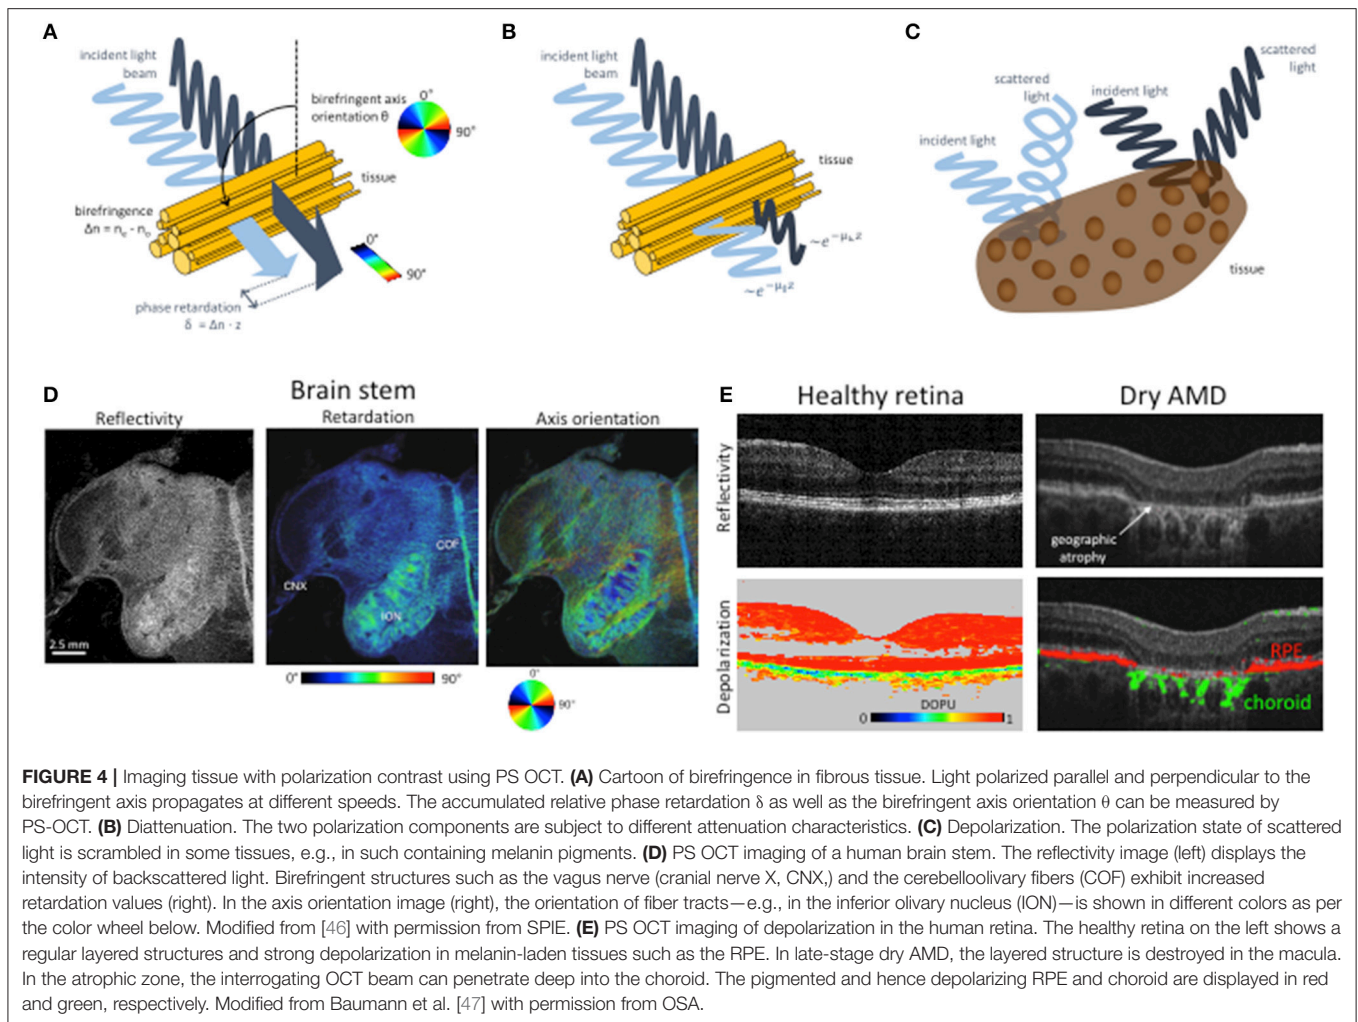 A
incident light
beam
birefringent axis
orientation θ
0°
90°
tissue
birefringence
Δn = nₑ - nₒ
0°
90°
phase retardation
δ = Δn · z
B
incident light
beam
tissue
C
scattered
light
scattered
light
incident light
incident light
tissue
D
Brain stem
Reflectivity
Retardation
Axis orientation
COF
CNX
ION
2.5 mm
0°
90°
0°
90°
E
Healthy retina
Dry AMD
Reflectivity
geographic
atrophy
Depolarization
DOPU
0
1
RPE
choroid
FIGURE 4 | Imaging tissue with polarization contrast using PS OCT. (A) Cartoon of birefringence in fibrous tissue. Light polarized parallel and perpendicular to the
birefringent axis propagates at different speeds. The accumulated relative phase retardation δ as well as the birefringent axis orientation θ can be measured by
PS-OCT. (B) Diattenuation. The two polarization components are subject to different attenuation characteristics. (C) Depolarization. The polarization state of scattered
light is scrambled in some tissues, e.g., in such containing melanin pigments. (D) PS OCT imaging of a human brain stem. The reflectivity image (left) displays the
intensity of backscattered light. Birefringent structures such as the vagus nerve (cranial nerve X, CNX,) and the cerebelloolivary fibers (COF) exhibit increased
retardation values (right). In the axis orientation image (right), the orientation of fiber tracts—e.g., in the inferior olivary nucleus (ION)—is shown in different colors as per
the color wheel below. Modified from [46] with permission from SPIE. (E) PS OCT imaging of depolarization in the human retina. The healthy retina on the left shows a
regular layered structures and strong depolarization in melanin-laden tissues such as the RPE. In late-stage dry AMD, the layered structure is destroyed in the macula.
In the atrophic zone, the interrogating OCT beam can penetrate deep into the choroid. The pigmented and hence depolarizing RPE and choroid are displayed in red
and green, respectively. Modified from Baumann et al. [47] with permission from OSA.